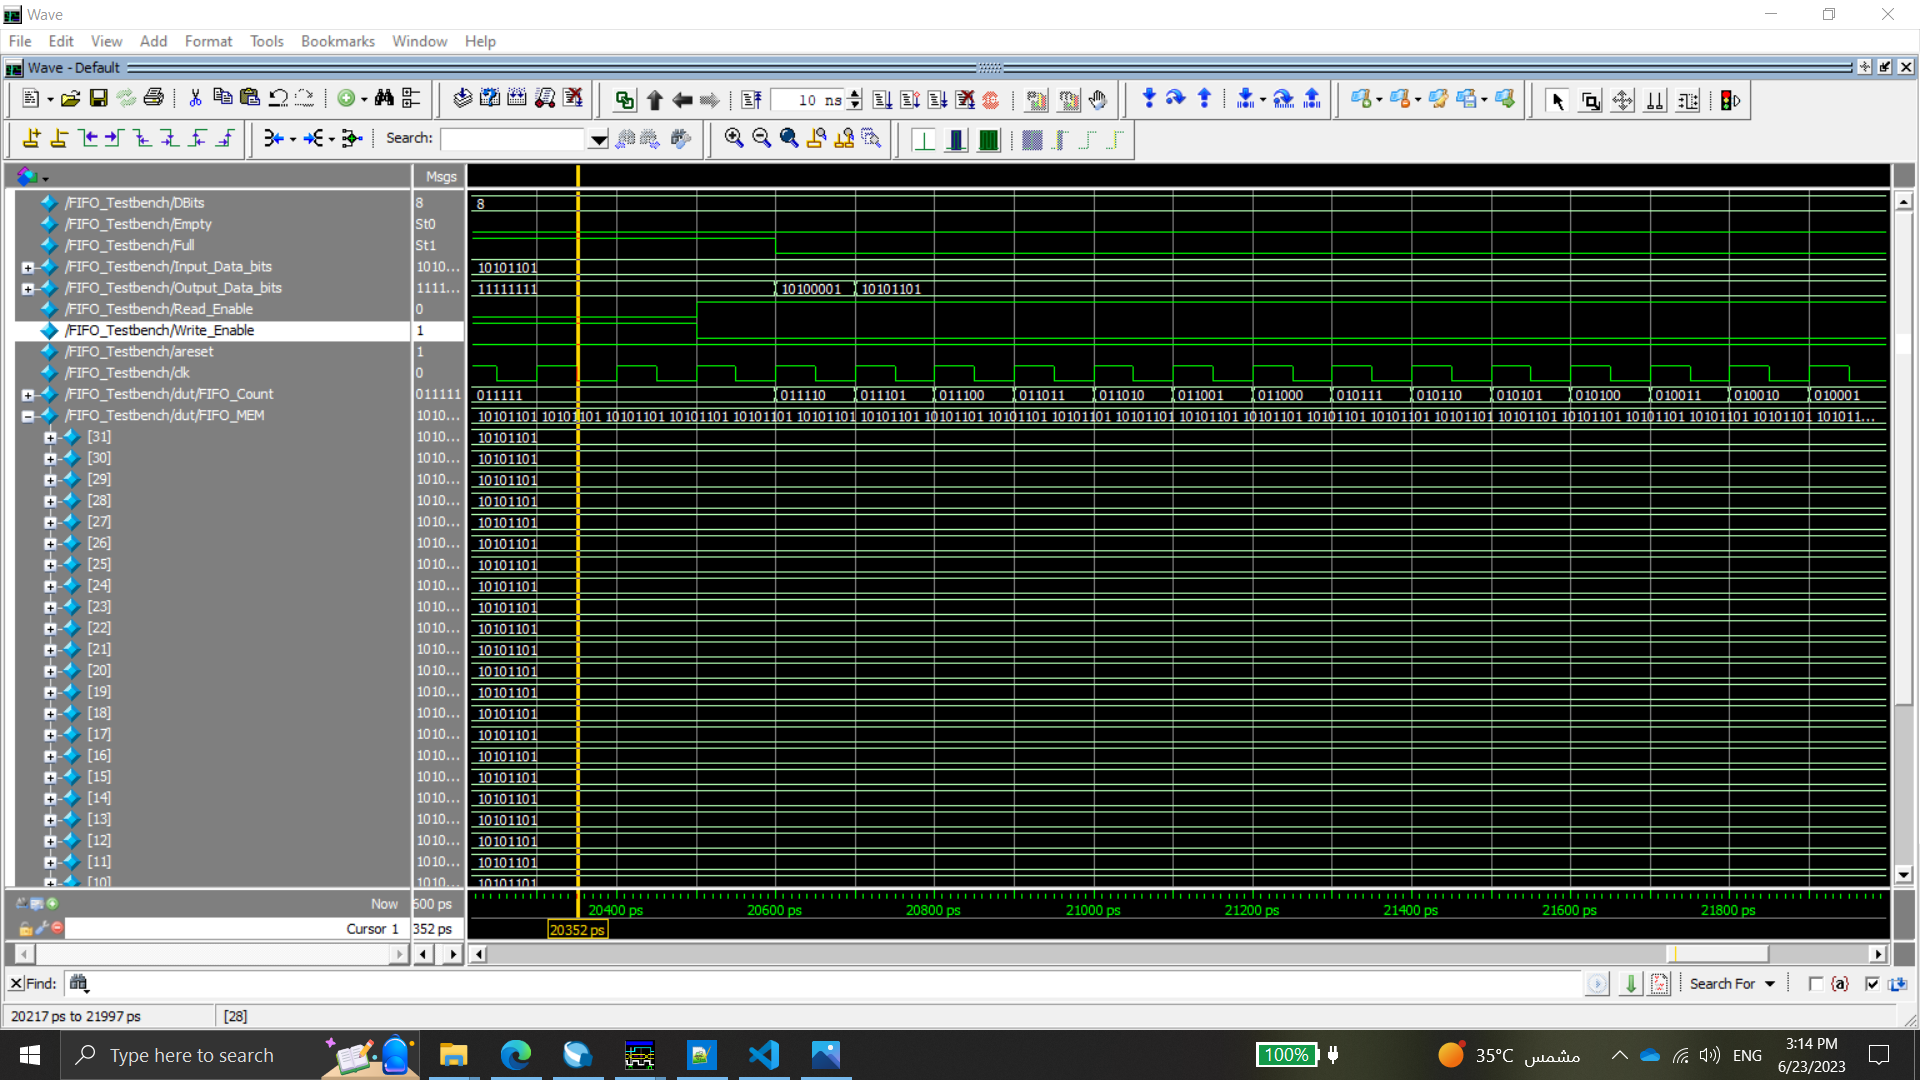 Wave
File Edit View Add Format Tools Bookmarks Window Help
Wave - Default
10 ns
Search:
Msgs
/FIFO_Testbench/DBits 8 8
/FIFO_Testbench/Empty St0
/FIFO_Testbench/Full St1
/FIFO_Testbench/Input_Data_bits 1010... 10101101
/FIFO_Testbench/Output_Data_bits 1111... 11111111 10100001 10101101
/FIFO_Testbench/Read_Enable 0
/FIFO_Testbench/Write_Enable 1
/FIFO_Testbench/areset 1
/FIFO_Testbench/clk 0
/FIFO_Testbench/dut/FIFO_Count 011111 011111 011110 011101 011100 011011 011010 011001 011000 010111 010110 010101 010100 010011 010010 010001
/FIFO_Testbench/dut/FIFO_MEM 1010... 10101101 10101101 10101101 10101101 10101101 10101101 10101101 10101101 10101101 10101101 10101101 10101101 10101101 10101101 10101101 10101101 10101101 10101101 10101101 10101101 10101101 101011...
[31] 1010... 10101101
[30] 1010... 10101101
[29] 1010... 10101101
[28] 1010... 10101101
[27] 1010... 10101101
[26] 1010... 10101101
[25] 1010... 10101101
[24] 1010... 10101101
[23] 1010... 10101101
[22] 1010... 10101101
[21] 1010... 10101101
[20] 1010... 10101101
[19] 1010... 10101101
[18] 1010... 10101101
[17] 1010... 10101101
[16] 1010... 10101101
[15] 1010... 10101101
[14] 1010... 10101101
[13] 1010... 10101101
[12] 1010... 10101101
[11] 1010... 10101101
[10] 1010... 10101101
Now 500 ps 20400 ps 20600 ps 20800 ps 21000 ps 21200 ps 21400 ps 21600 ps 21800 ps
Cursor 1 352 ps 20352 ps
Find: Search For {a}
20217 ps to 21997 ps [28]
Type here to search 100% 35°C مشمس ENG 3:14 PM
6/23/2023